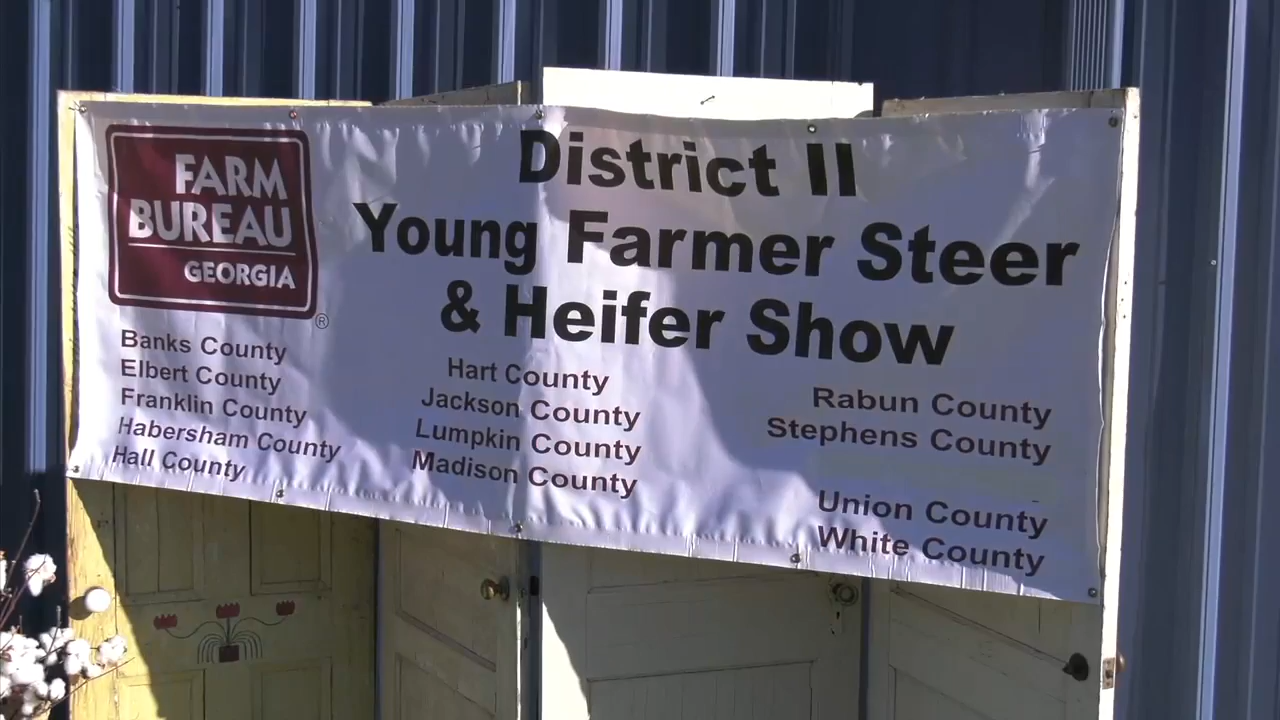 FARM
BUREAU
GEORGIA
®
District II
Young Farmer Steer
& Heifer Show
Banks County
Elbert County
Franklin County
Habersham County
Hall County
Hart County
Jackson County
Lumpkin County
Madison County
Rabun County
Stephens County
Union County
White County